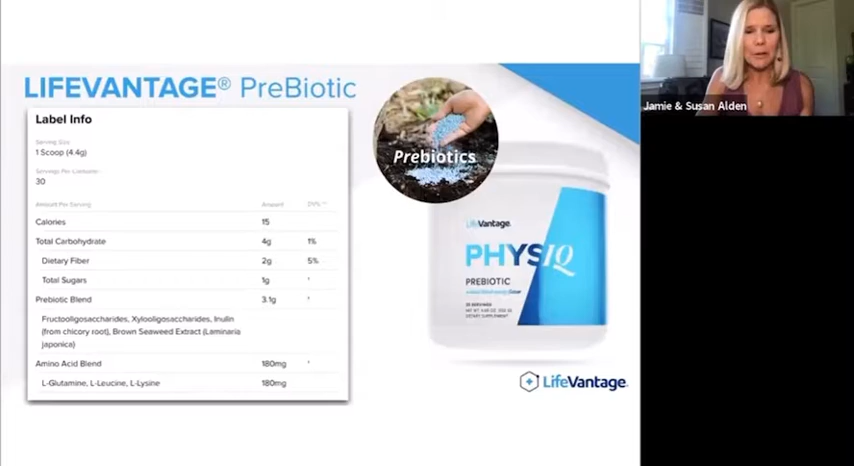 LIFEVANTAGE® PreBiotic
Label Info
Serving Size
1 Scoop (4.4g)
Servings Per Container
30
Amount Per Serving Amount DV%
Calories 15
Total Carbohydrate 4g 1%
Dietary Fiber 2g 5%
Total Sugars 1g
Prebiotic Blend 3.1g
Fructooligosaccharides, Xylooligosaccharides, Inulin
(from chicory root), Brown Seaweed Extract (Laminaria
japonica)
Amino Acid Blend 180mg
L-Glutamine, L-Leucine, L-Lysine 180mg
Prebiotics
LifeVantage
PHYSIQ
PREBIOTIC
30 SERVINGS
DIETARY SUPPLEMENT
LifeVantage
Jamie & Susan Alden